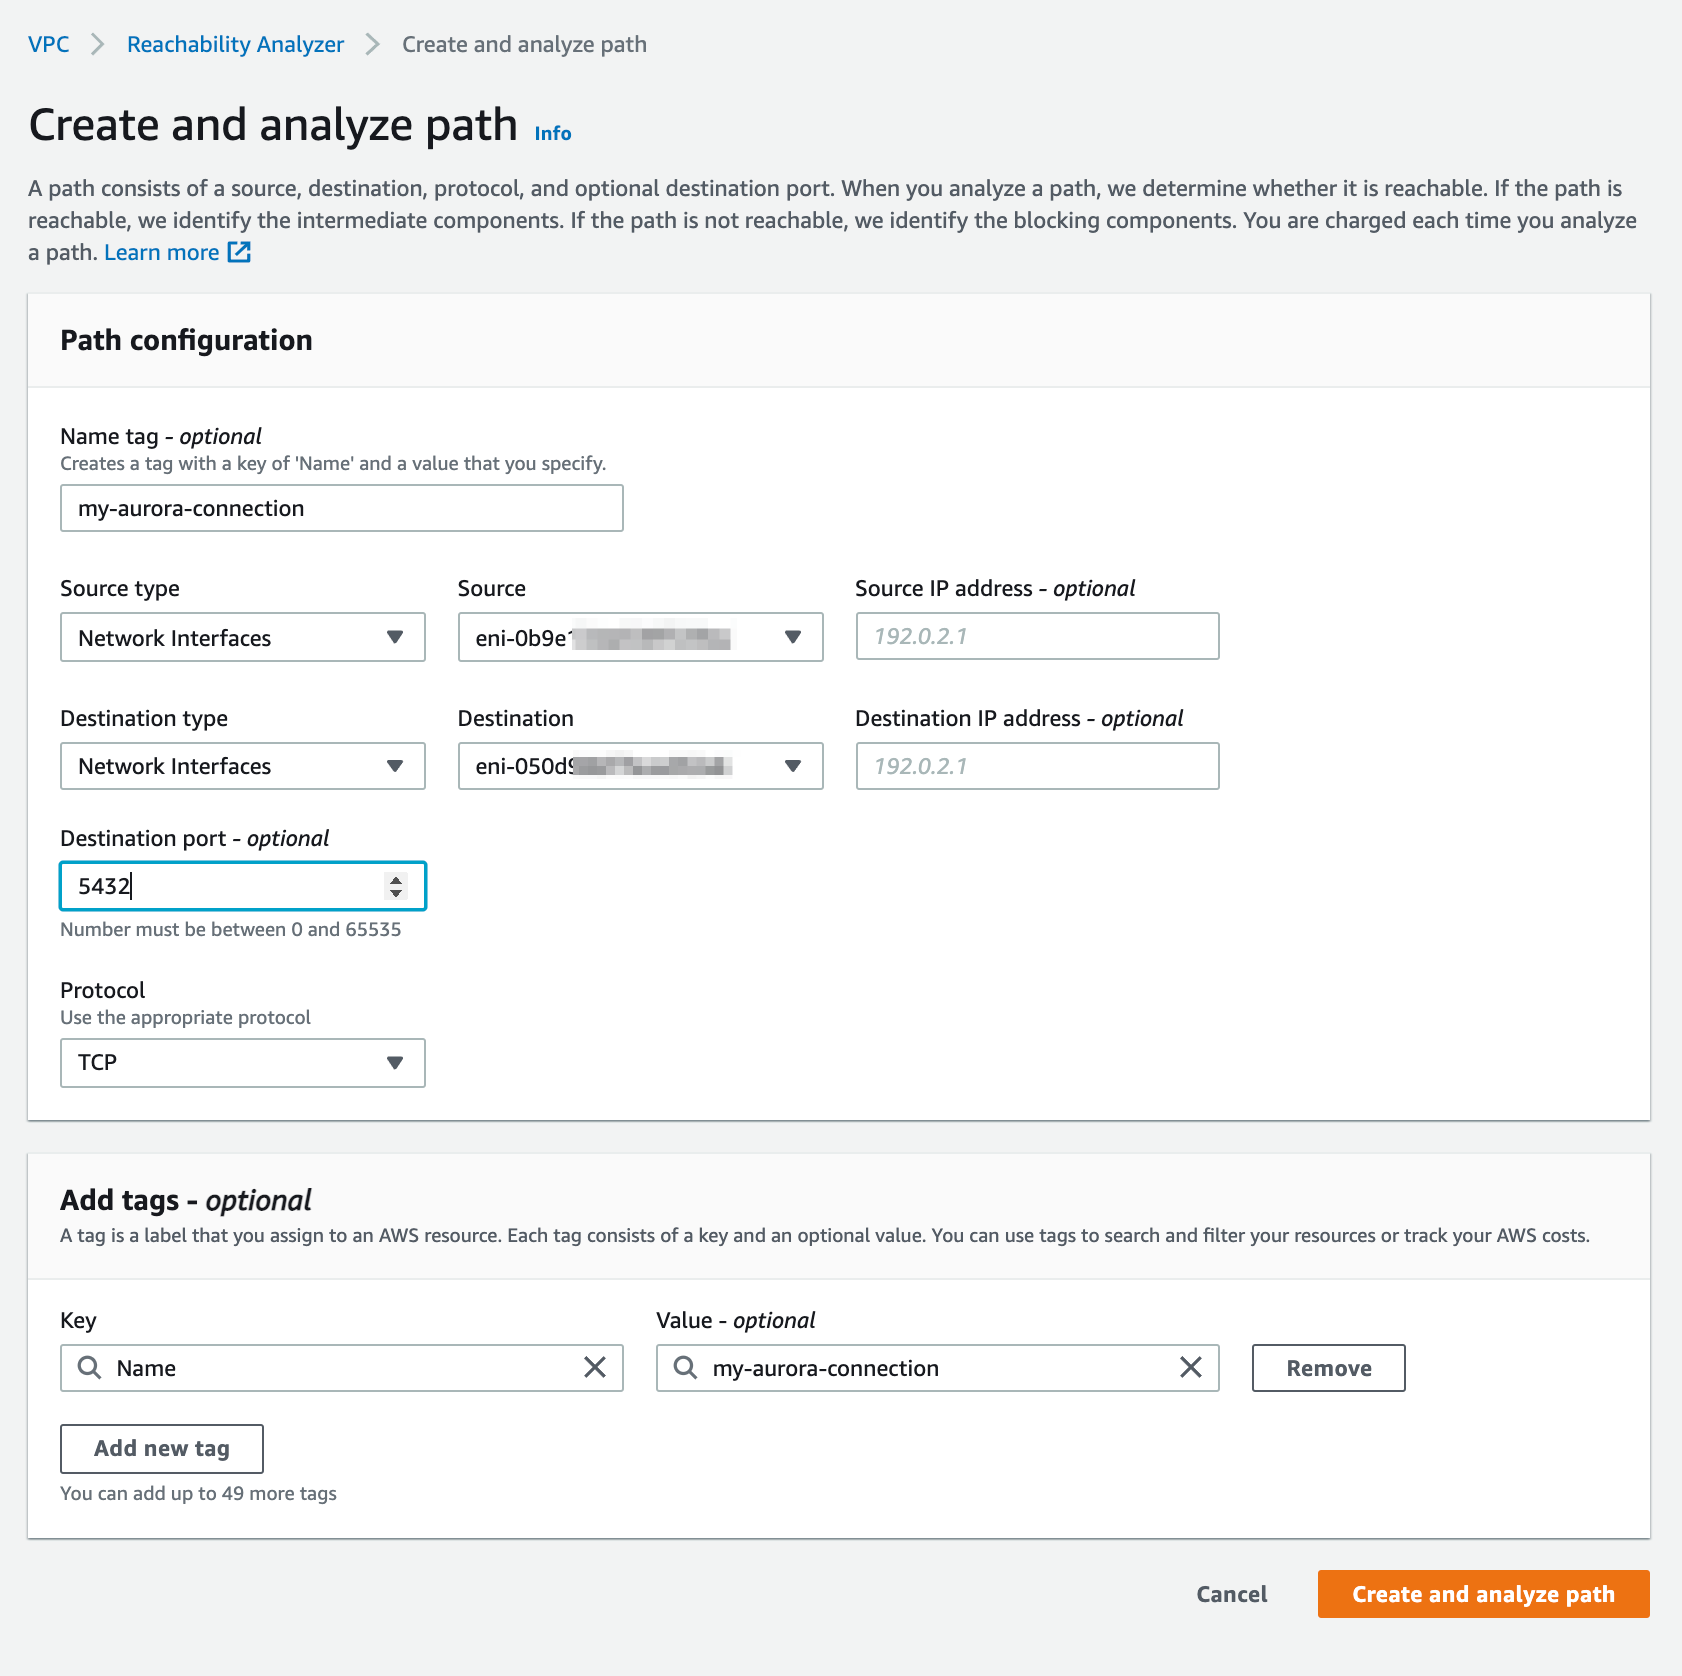 VPC > Reachability Analyzer > Create and analyze path
Create and analyze path Info
A path consists of a source, destination, protocol, and optional destination port. When you analyze a path, we determine whether it is reachable. If the path is
reachable, we identify the intermediate components. If the path is not reachable, we identify the blocking components. You are charged each time you analyze
a path. Learn more
Path configuration
Name tag - optional
Creates a tag with a key of 'Name' and a value that you specify.
my-aurora-connection
Source type Source Source IP address - optional
Network Interfaces eni-0b9e 192.0.2.1
Destination type Destination Destination IP address - optional
Network Interfaces eni-050d9 192.0.2.1
Destination port - optional
5432
Number must be between 0 and 65535
Protocol
Use the appropriate protocol
TCP
Add tags - optional
A tag is a label that you assign to an AWS resource. Each tag consists of a key and an optional value. You can use tags to search and filter your resources or track your AWS costs.
Key Value - optional
Name my-aurora-connection Remove
Add new tag
You can add up to 49 more tags
Cancel Create and analyze path